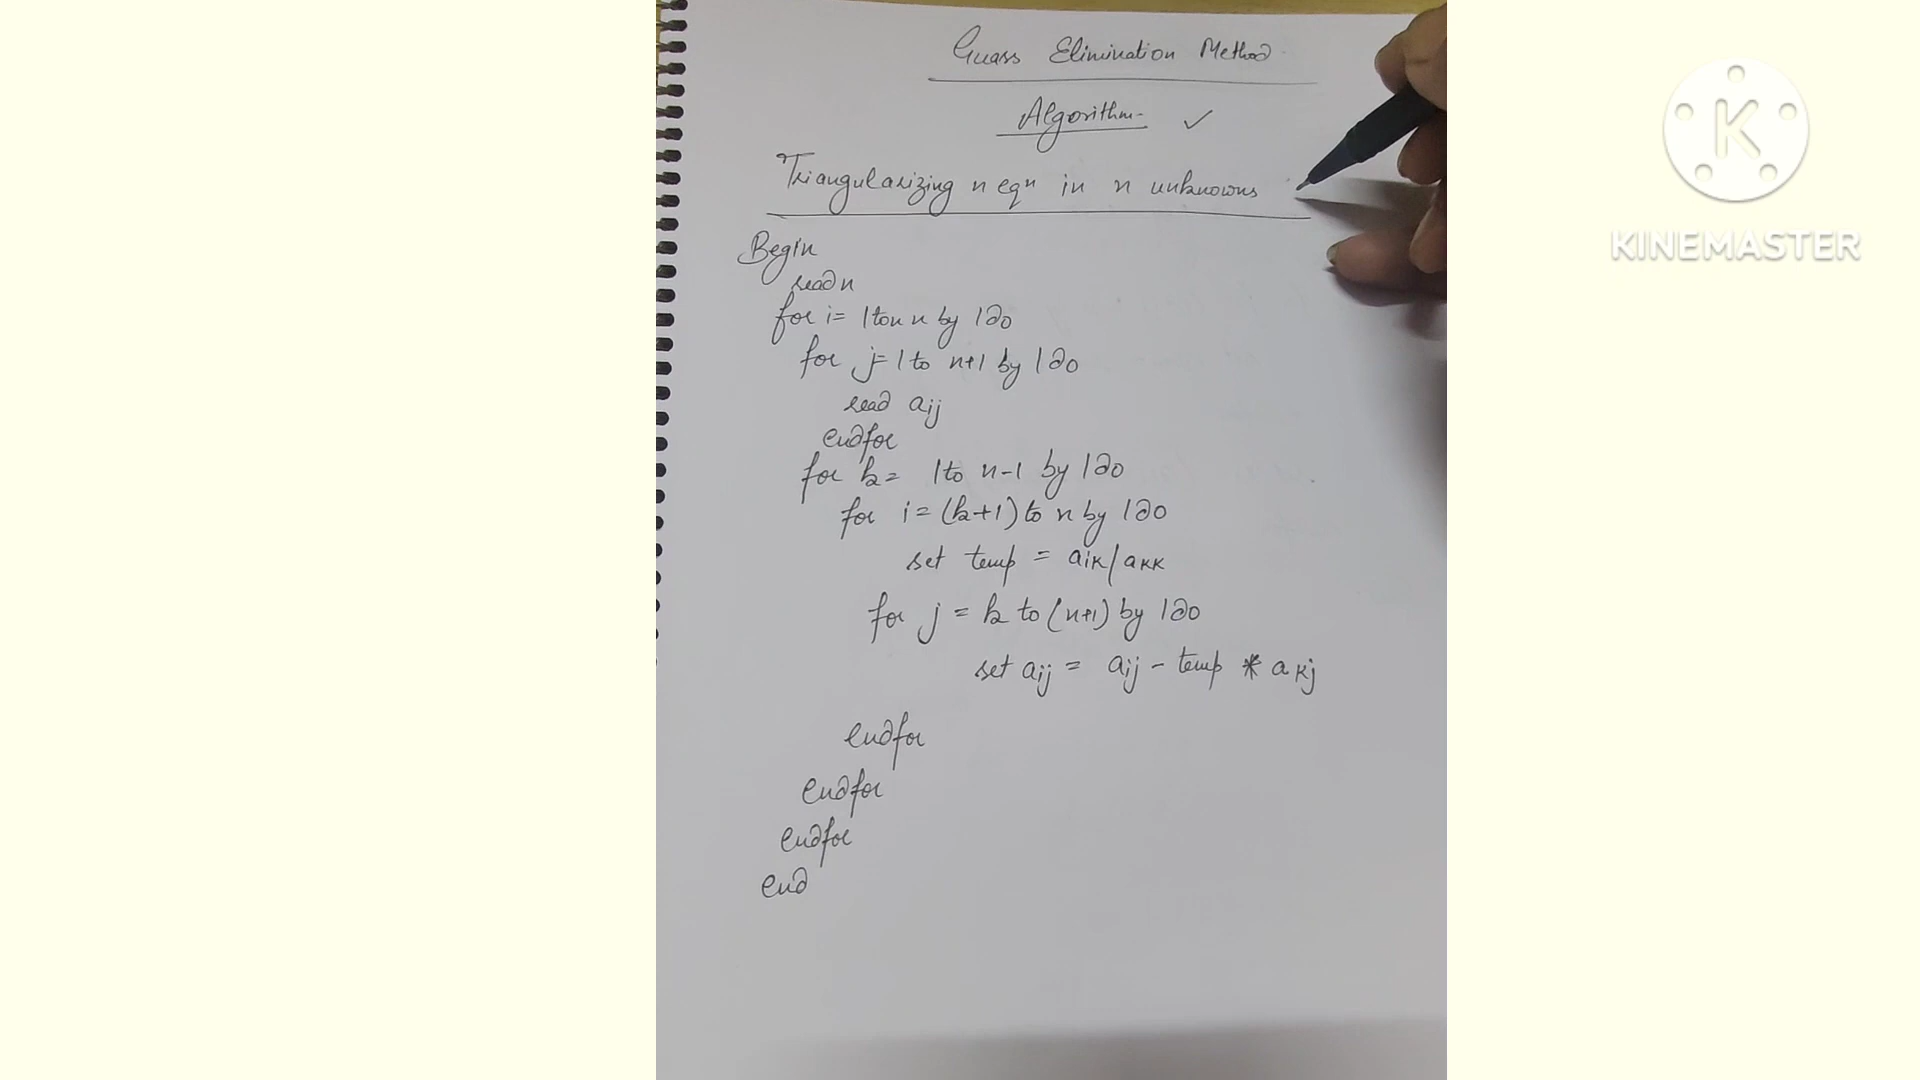 Guass Elimination Method
Algorithm
Triangularizing n eqn in n unknowns
Begin
read n
for i = 1 to n n by 1 do
for j = 1 to n+1 by 1 do
read aij
endfor
for k = 1 to n-1 by 1 do
for i = (k+1) to n by 1 do
set temp = aik/akk
for j = k to (n+1) by 1 do
set aij = aij - temp * akj
endfor
endfor
endfor
end
K
KINEMASTER